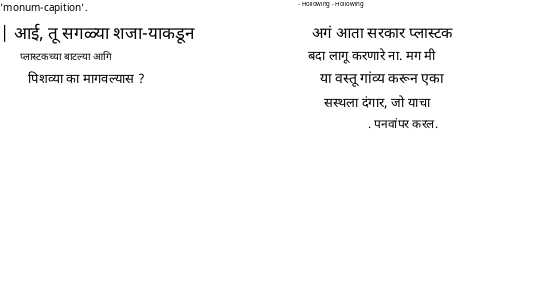 'monum-capition'.
आई, तू सगळ्या शजा-याकडून
प्लास्टकच्या बाटल्या आगि
पिशव्या का मागवल्यास ?
- Hollowing - Hollowing
अगं आता सरकार प्लास्टक
बदा लागू करणारे ना. मग मी
या वस्तू गांव्य करून एका
सस्थला दंगार, जो याचा
. पनवांपर करल.